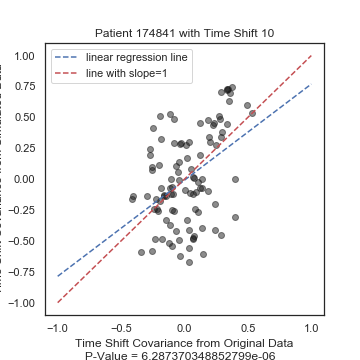 Patient 174841 with Time Shift 10
linear regression line
line with slope=1
1.00
0.75
0.50
0.25
0.00
−0.25
−0.50
−0.75
−1.00
−1.0 −0.5 0.0 0.5 1.0
Time Shift Covariance from Original Data
P-Value = 6.287370348852799e-06